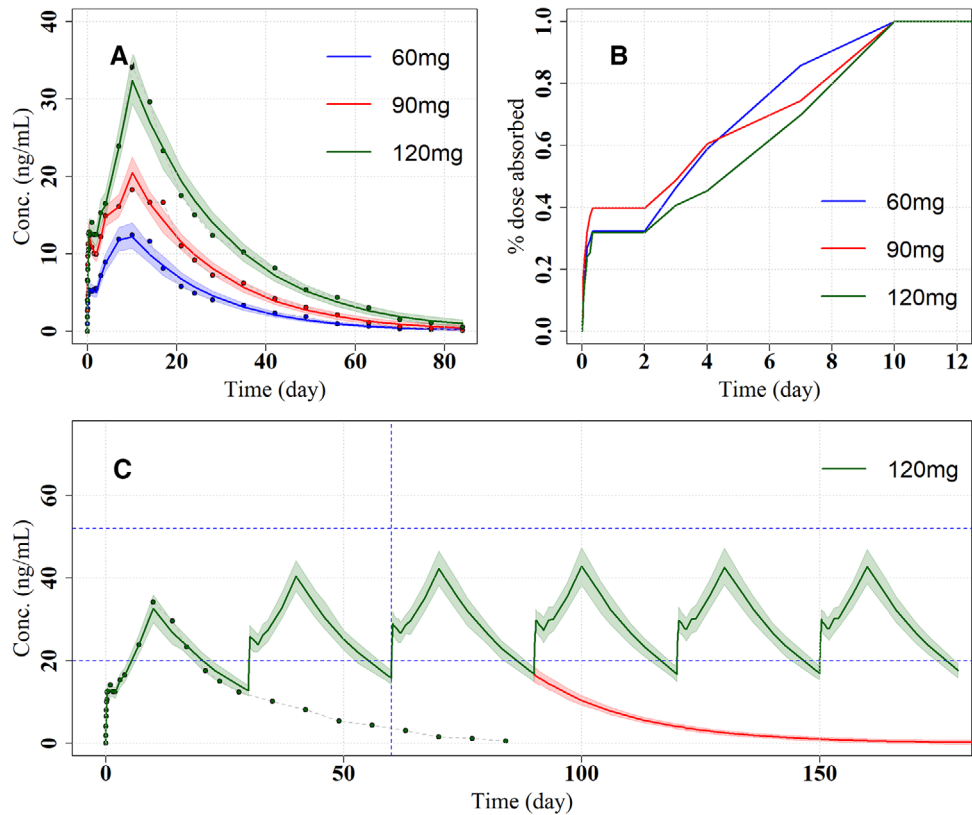 A
60mg
90mg
120mg
Conc. (ng/mL)
40
30
20
10
0
0 20 40 60 80
Time (day)
B
60mg
90mg
120mg
% dose absorbed
1.0
0.8
0.6
0.4
0.2
0.0
0 2 4 6 8 10 12
Time (day)
C
120mg
Conc. (ng/mL)
60
40
20
0
0 50 100 150
Time (day)